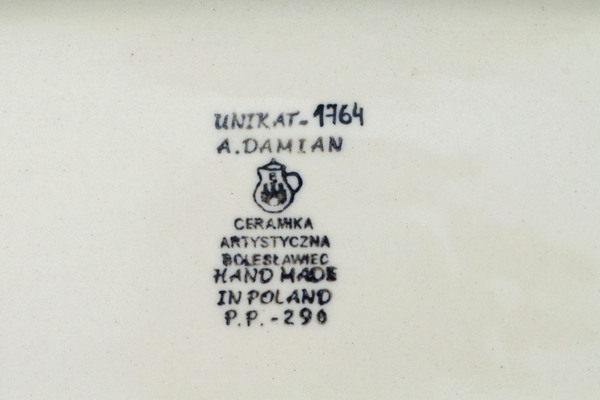 UNIKAT-1764
A.DAMIAN
B
CERAMIKA
ARTYSTYCZNA
BOLESŁAWIEC
HAND MADE
IN POLAND
P.P.-290